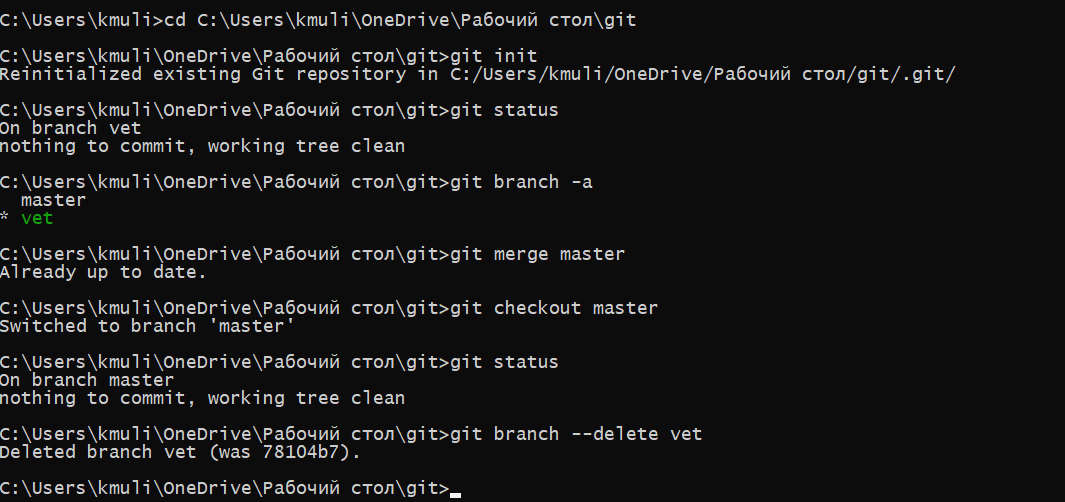 C:\Users\kmuli>cd C:\Users\kmuli\OneDrive\Рабочий стол\git
C:\Users\kmuli\OneDrive\Рабочий стол\git>git init
Reinitialized existing Git repository in C:/Users/kmuli/OneDrive/Рабочий стол/git/.git/
C:\Users\kmuli\OneDrive\Рабочий стол\git>git status
On branch vet
nothing to commit, working tree clean
C:\Users\kmuli\OneDrive\Рабочий стол\git>git branch -a
  master
* vet
C:\Users\kmuli\OneDrive\Рабочий стол\git>git merge master
Already up to date.
C:\Users\kmuli\OneDrive\Рабочий стол\git>git checkout master
Switched to branch 'master'
C:\Users\kmuli\OneDrive\Рабочий стол\git>git status
On branch master
nothing to commit, working tree clean
C:\Users\kmuli\OneDrive\Рабочий стол\git>git branch --delete vet
Deleted branch vet (was 78104b7).
C:\Users\kmuli\OneDrive\Рабочий стол\git>